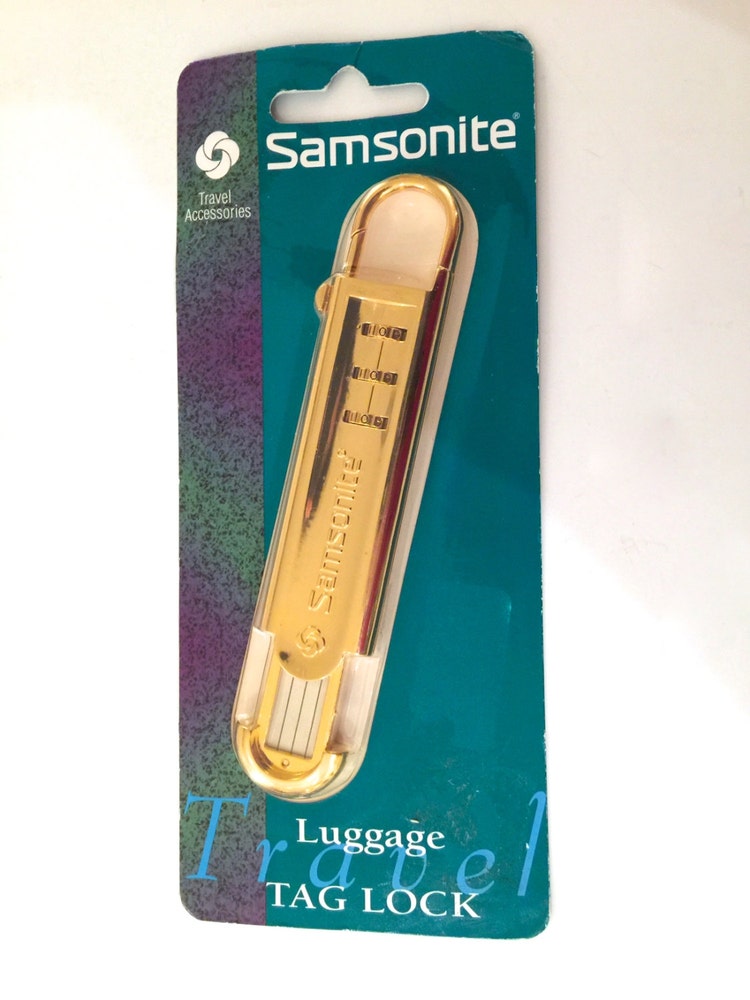 Samsonite®
Travel
Accessories
Samsonite
Luggage
Travel
TAG LOCK